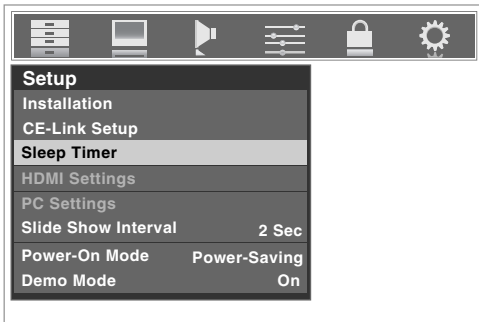 Setup
Installation
CE-Link Setup
Sleep Timer
HDMI Settings
PC Settings
Slide Show Interval 2 Sec
Power-On Mode Power-Saving
Demo Mode On